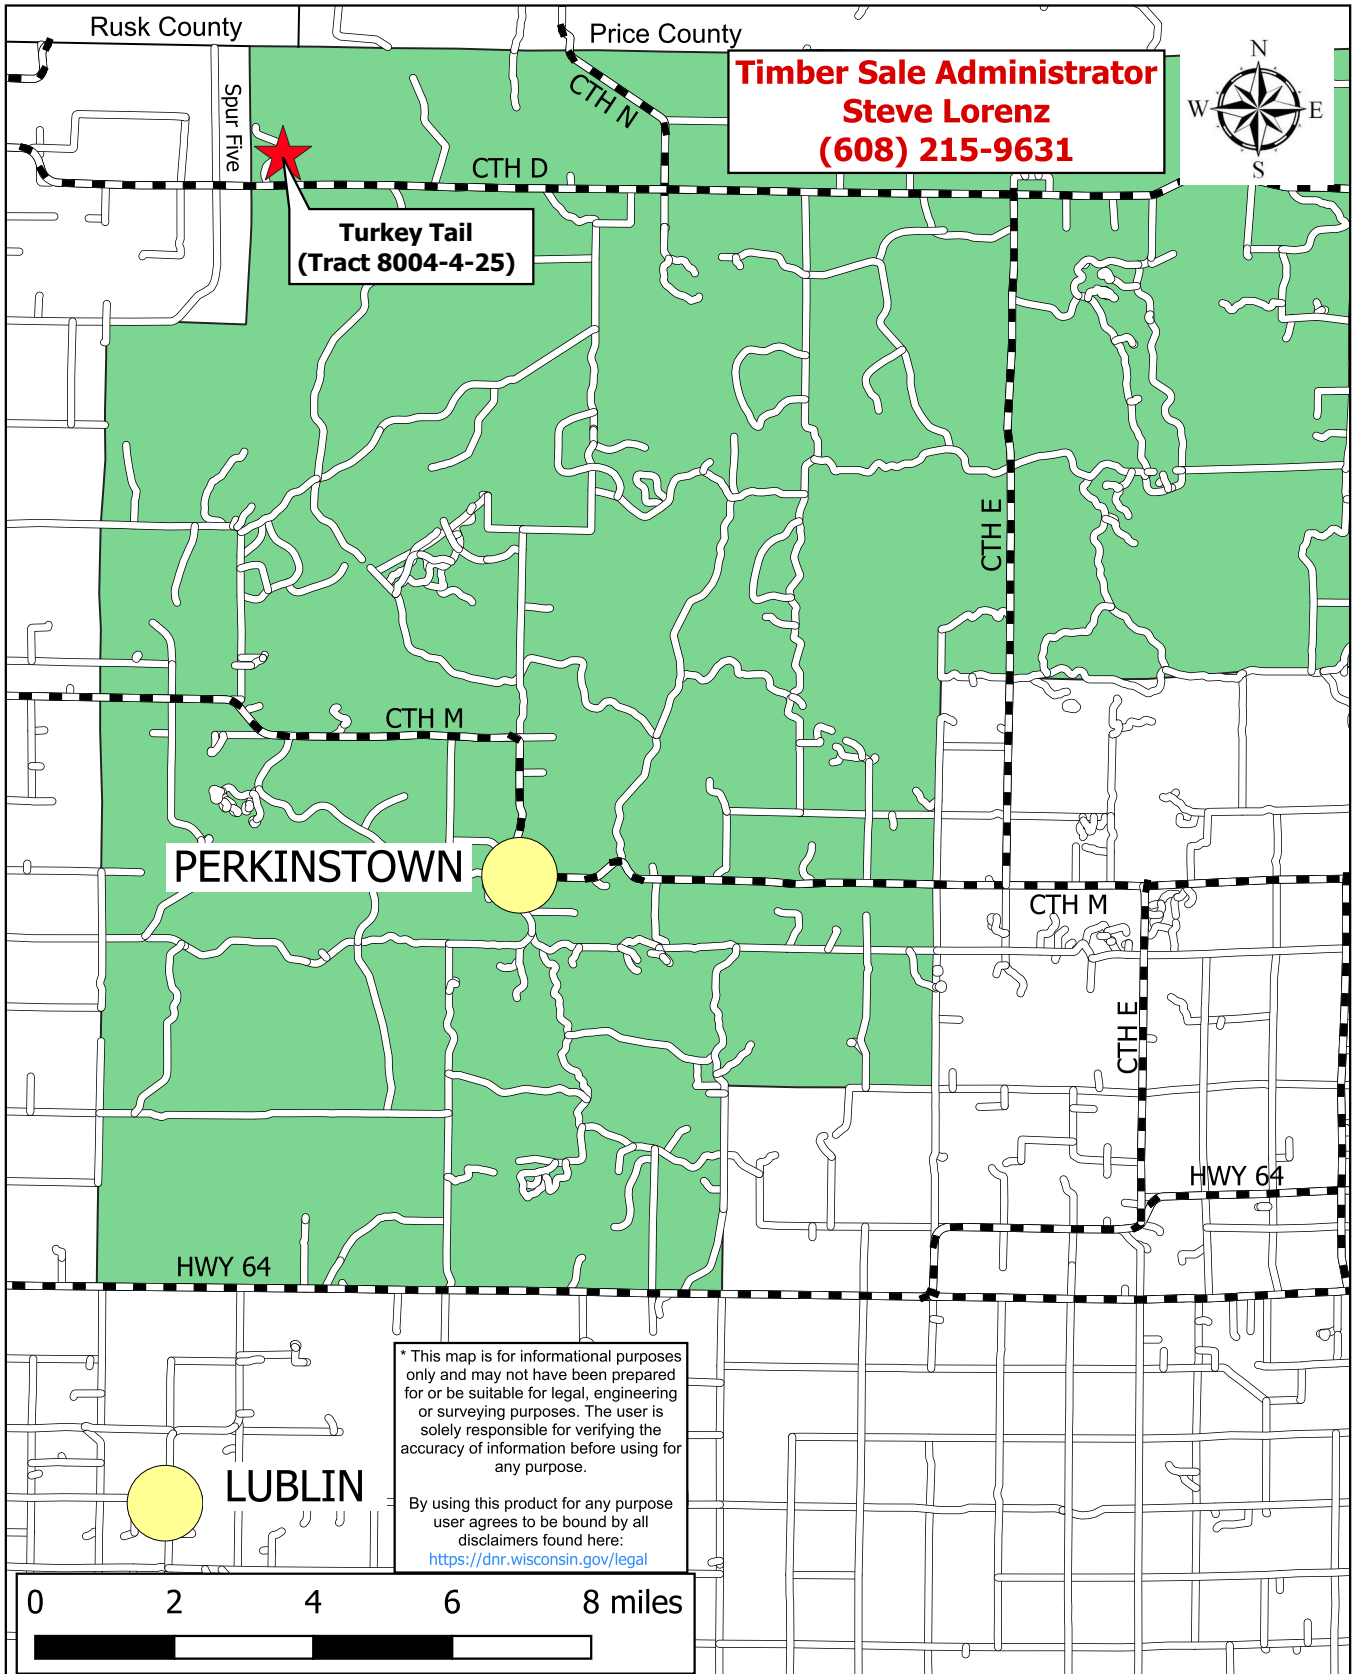 Rusk County
Price County
Timber Sale Administrator
Steve Lorenz
(608) 215-9631
N
W
E
S
Spur Five
CTH N
CTH D
Turkey Tail
(Tract 8004-4-25)
CTH E
CTH M
PERKINSTOWN
CTH M
CTH E
HWY 64
HWY 64
* This map is for informational purposes
only and may not have been prepared
for or be suitable for legal, engineering
or surveying purposes. The user is
solely responsible for verifying the
accuracy of information before using for
any purpose.
By using this product for any purpose
user agrees to be bound by all
disclaimers found here:
https://dnr.wisconsin.gov/legal
LUBLIN
0 2 4 6 8 miles